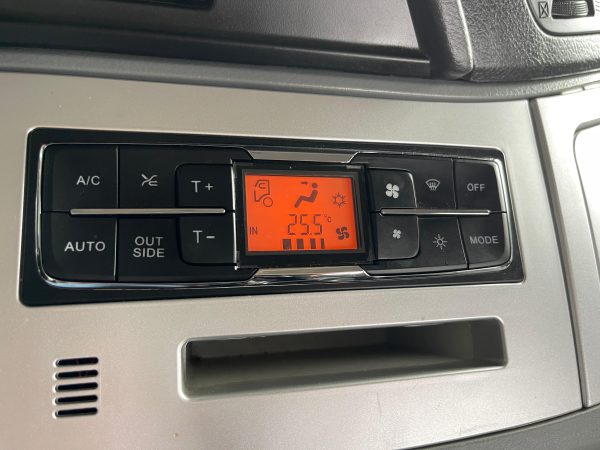 A/C
T+
OFF
IN
25.5°C
AUTO
OUT
SIDE
T−
MODE